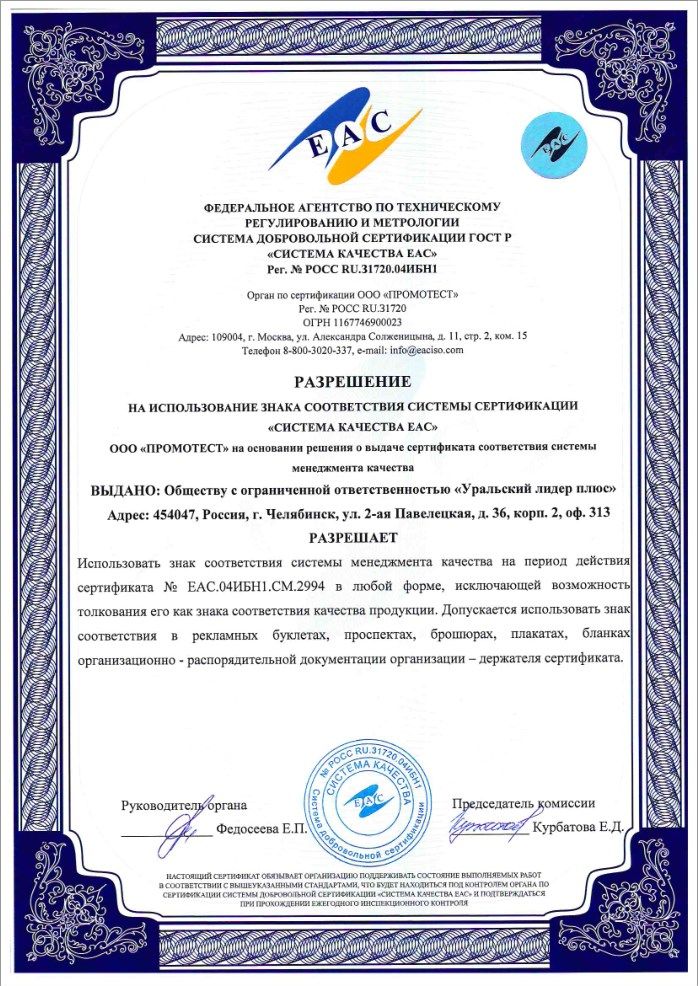 ЕАС
ЕАС
ФЕДЕРАЛЬНОЕ АГЕНТСТВО ПО ТЕХНИЧЕСКОМУ
РЕГУЛИРОВАНИЮ И МЕТРОЛОГИИ
СИСТЕМА ДОБРОВОЛЬНОЙ СЕРТИФИКАЦИИ ГОСТ Р
«СИСТЕМА КАЧЕСТВА ЕАС»
Рег. № РОСС RU.31720.04ИБН1
Орган по сертификации ООО «ПРОМОТЕСТ»
Рег. № РОСС RU.31720
ОГРН 1167746900023
Адрес: 109004, г. Москва, ул. Александра Солженицына, д. 11, стр. 2, ком. 15
Телефон 8-800-3020-337, e-mail: info@eaciso.com
РАЗРЕШЕНИЕ
НА ИСПОЛЬЗОВАНИЕ ЗНАКА СООТВЕТСТВИЯ СИСТЕМЫ СЕРТИФИКАЦИИ
«СИСТЕМА КАЧЕСТВА ЕАС»
ООО «ПРОМОТЕСТ» на основании решения о выдаче сертификата соответствия системы
менеджмента качества
ВЫДАНО: Обществу с ограниченной ответственностью «Уральский лидер плюс»
Адрес: 454047, Россия, г. Челябинск, ул. 2-ая Павелецкая, д. 36, корп. 2, оф. 313
РАЗРЕШАЕТ
Использовать знак соответствия системы менеджмента качества на период действия
сертификата № ЕАС.04ИБН1.СМ.2994 в любой форме, исключающей возможность
толкования его как знака соответствия качества продукции. Допускается использовать знак
соответствия в рекламных буклетах, проспектах, брошюрах, плакатах, бланках
организационно - распорядительной документации организации – держателя сертификата.
№ РОСС RU.31720.04ИБН1
СИСТЕМА КАЧЕСТВА
ЕАС
Система добровольной сертификации
Руководитель органа
Федосеева Е.П.
Председатель комиссии
Курбатова Е.Д.
НАСТОЯЩИЙ СЕРТИФИКАТ ОБЯЗЫВАЕТ ОРГАНИЗАЦИЮ ПОДДЕРЖИВАТЬ СОСТОЯНИЕ ВЫПОЛНЯЕМЫХ РАБОТ
В СООТВЕТСТВИИ С ВЫШЕУКАЗАННЫМИ СТАНДАРТАМИ, ЧТО БУДЕТ НАХОДИТЬСЯ ПОД КОНТРОЛЕМ ОРГАНА ПО
СЕРТИФИКАЦИИ СИСТЕМЫ ДОБРОВОЛЬНОЙ СЕРТИФИКАЦИИ «СИСТЕМА КАЧЕСТВА ЕАС» И ПОДТВЕРЖДАТЬСЯ
ПРИ ПРОХОЖДЕНИИ ЕЖЕГОДНОГО ИНСПЕКЦИОННОГО КОНТРОЛЯ